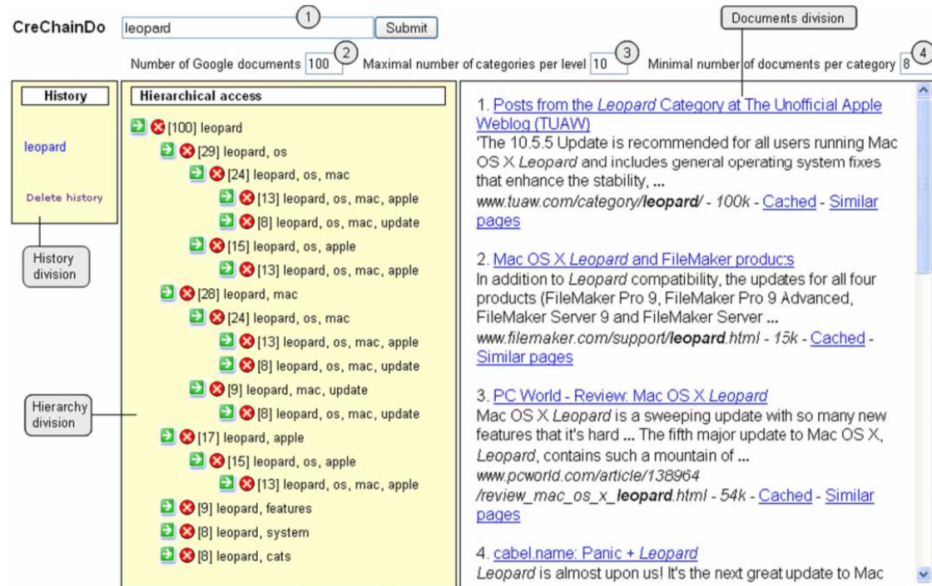 CreChainDo leopard Submit
1
Documents division
Number of Google documents 100 Maximal number of categories per level 10 Minimal number of documents per category 8
2
3
4
History
leopard
Delete history
History
division
Hierarchical access
[100] leopard
[29] leopard, os
[24] leopard, os, mac
[13] leopard, os, mac, apple
[8] leopard, os, mac, update
[15] leopard, os, apple
[13] leopard, os, mac, apple
[28] leopard, mac
[24] leopard, os, mac
[13] leopard, os, mac, apple
[8] leopard, os, mac, update
[9] leopard, mac, update
[8] leopard, os, mac, update
[17] leopard, apple
[15] leopard, os, apple
[13] leopard, os, mac, apple
[9] leopard, features
[8] leopard, system
[8] leopard, cats
Hierarchy
division
1. Posts from the Leopard Category at The Unofficial Apple
Weblog (TUAW)
'The 10.5.5 Update is recommended for all users running Mac
OS X Leopard and includes general operating system fixes
that enhance the stability, ...
www.tuaw.com/category/leopard/ - 100k - Cached - Similar
pages
2. Mac OS X Leopard and FileMaker products
In addition to Leopard compatibility, the updates for all four
products (FileMaker Pro 9, FileMaker Pro 9 Advanced,
FileMaker Server 9 and FileMaker Server ...
www.filemaker.com/support/leopard.html - 15k - Cached -
Similar pages
3. PC World - Review: Mac OS X Leopard
Mac OS X Leopard is a sweeping update with so many new
features that it's hard ... The fifth major update to Mac OS X,
Leopard, contains such a mountain of ...
www.pcworld.com/article/138964
/review_mac_os_x_leopard.html - 54k - Cached - Similar
pages
4. cabel.name: Panic + Leopard
Leopard is almost upon us! It's the next great update to Mac